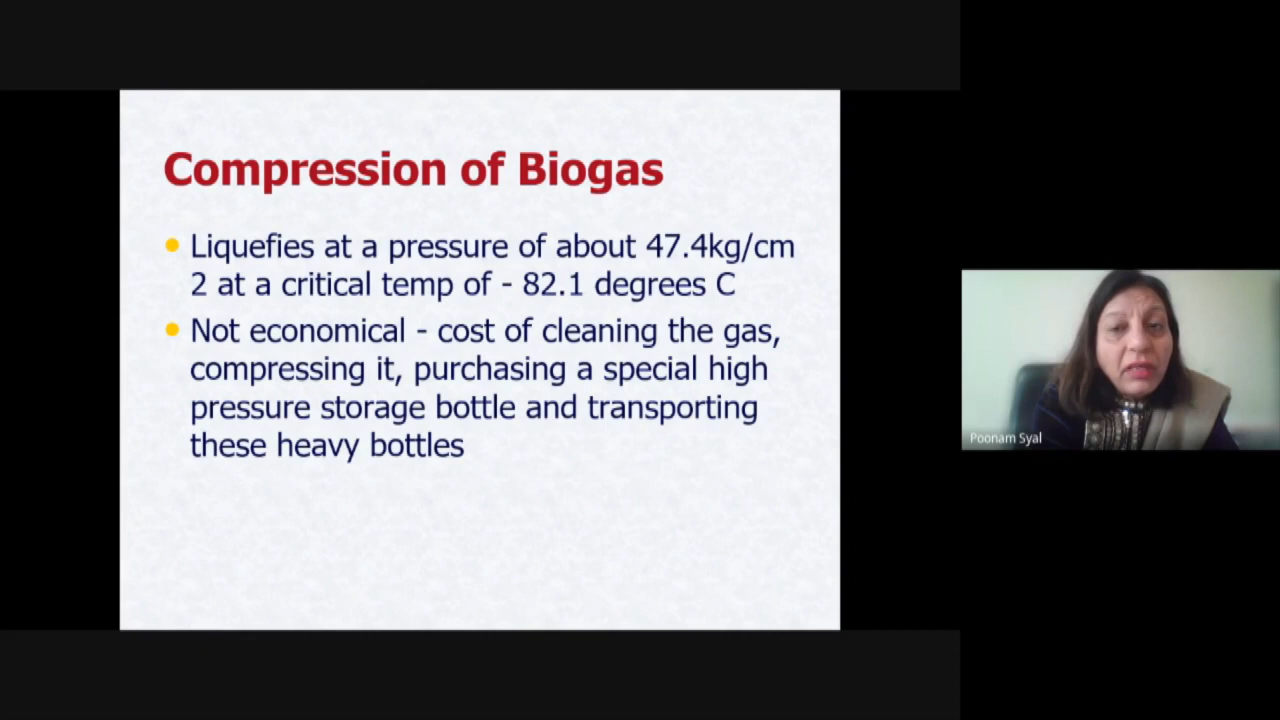 Compression of Biogas
Liquefies at a pressure of about 47.4kg/cm
2 at a critical temp of - 82.1 degrees C
Not economical - cost of cleaning the gas,
compressing it, purchasing a special high
pressure storage bottle and transporting
these heavy bottles
Poonam Syal